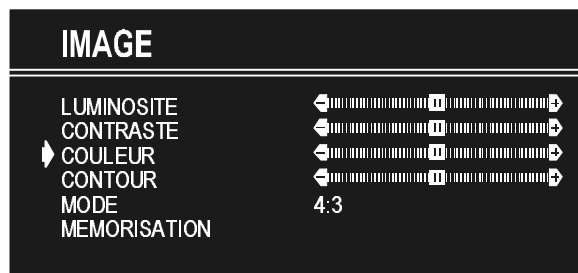 IMAGE
LUMINOSITE
CONTRASTE
COULEUR
CONTOUR
MODE 4:3
MEMORISATION